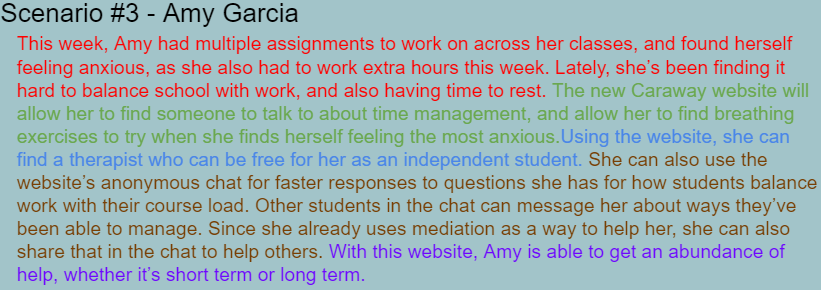 Scenario #3 - Amy Garcia
This week, Amy had multiple assignments to work on across her classes, and found herself
feeling anxious, as she also had to work extra hours this week. Lately, she's been finding it
hard to balance school with work, and also having time to rest. The new Caraway website will
allow her to find someone to talk to about time management, and allow her to find breathing
exercises to try when she finds herself feeling the most anxious.Using the website, she can
find a therapist who can be free for her as an independent student. She can also use the
website's anonymous chat for faster responses to questions she has for how students balance
work with their course load. Other students in the chat can message her about ways they've
been able to manage. Since she already uses mediation as a way to help her, she can also
share that in the chat to help others. With this website, Amy is able to get an abundance of
help, whether it's short term or long term.